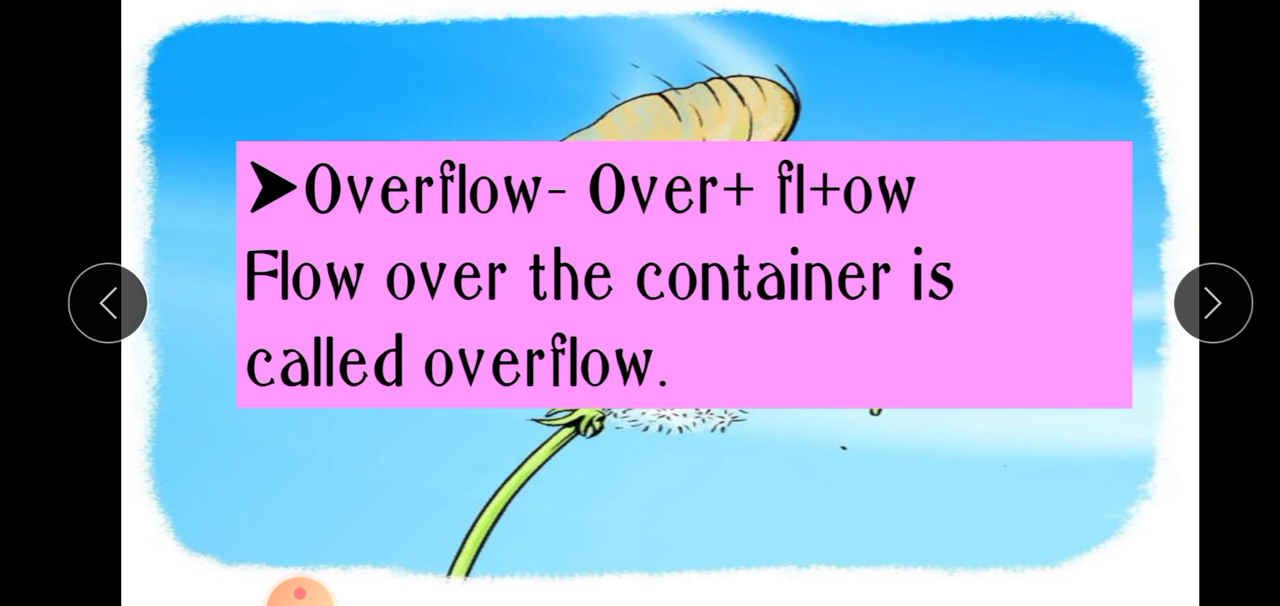 ➤Overflow- Over+ fl+ow
Flow over the container is
called overflow.